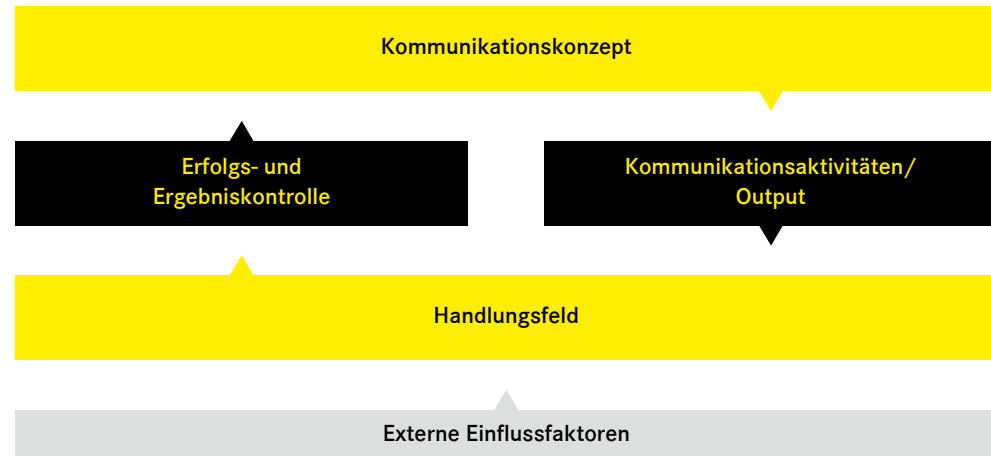 Kommunikationskonzept
Erfolgs- und
Ergebniskontrolle
Kommunikationsaktivitäten/
Output
Handlungsfeld
Externe Einflussfaktoren